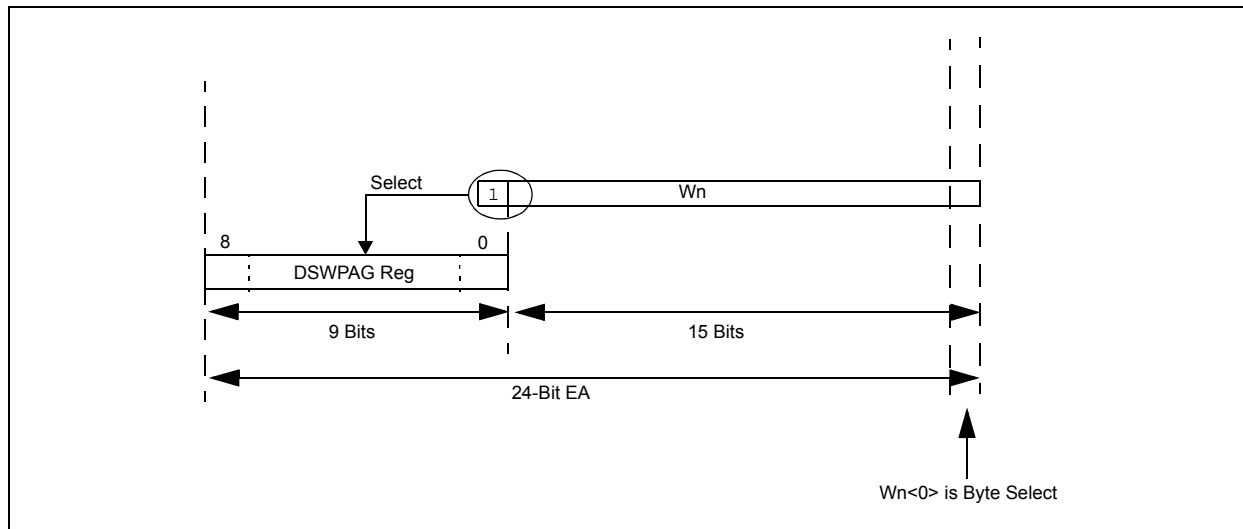 Select
1
Wn
8
0
DSWPAG Reg
9 Bits
15 Bits
24-Bit EA
Wn<0> is Byte Select